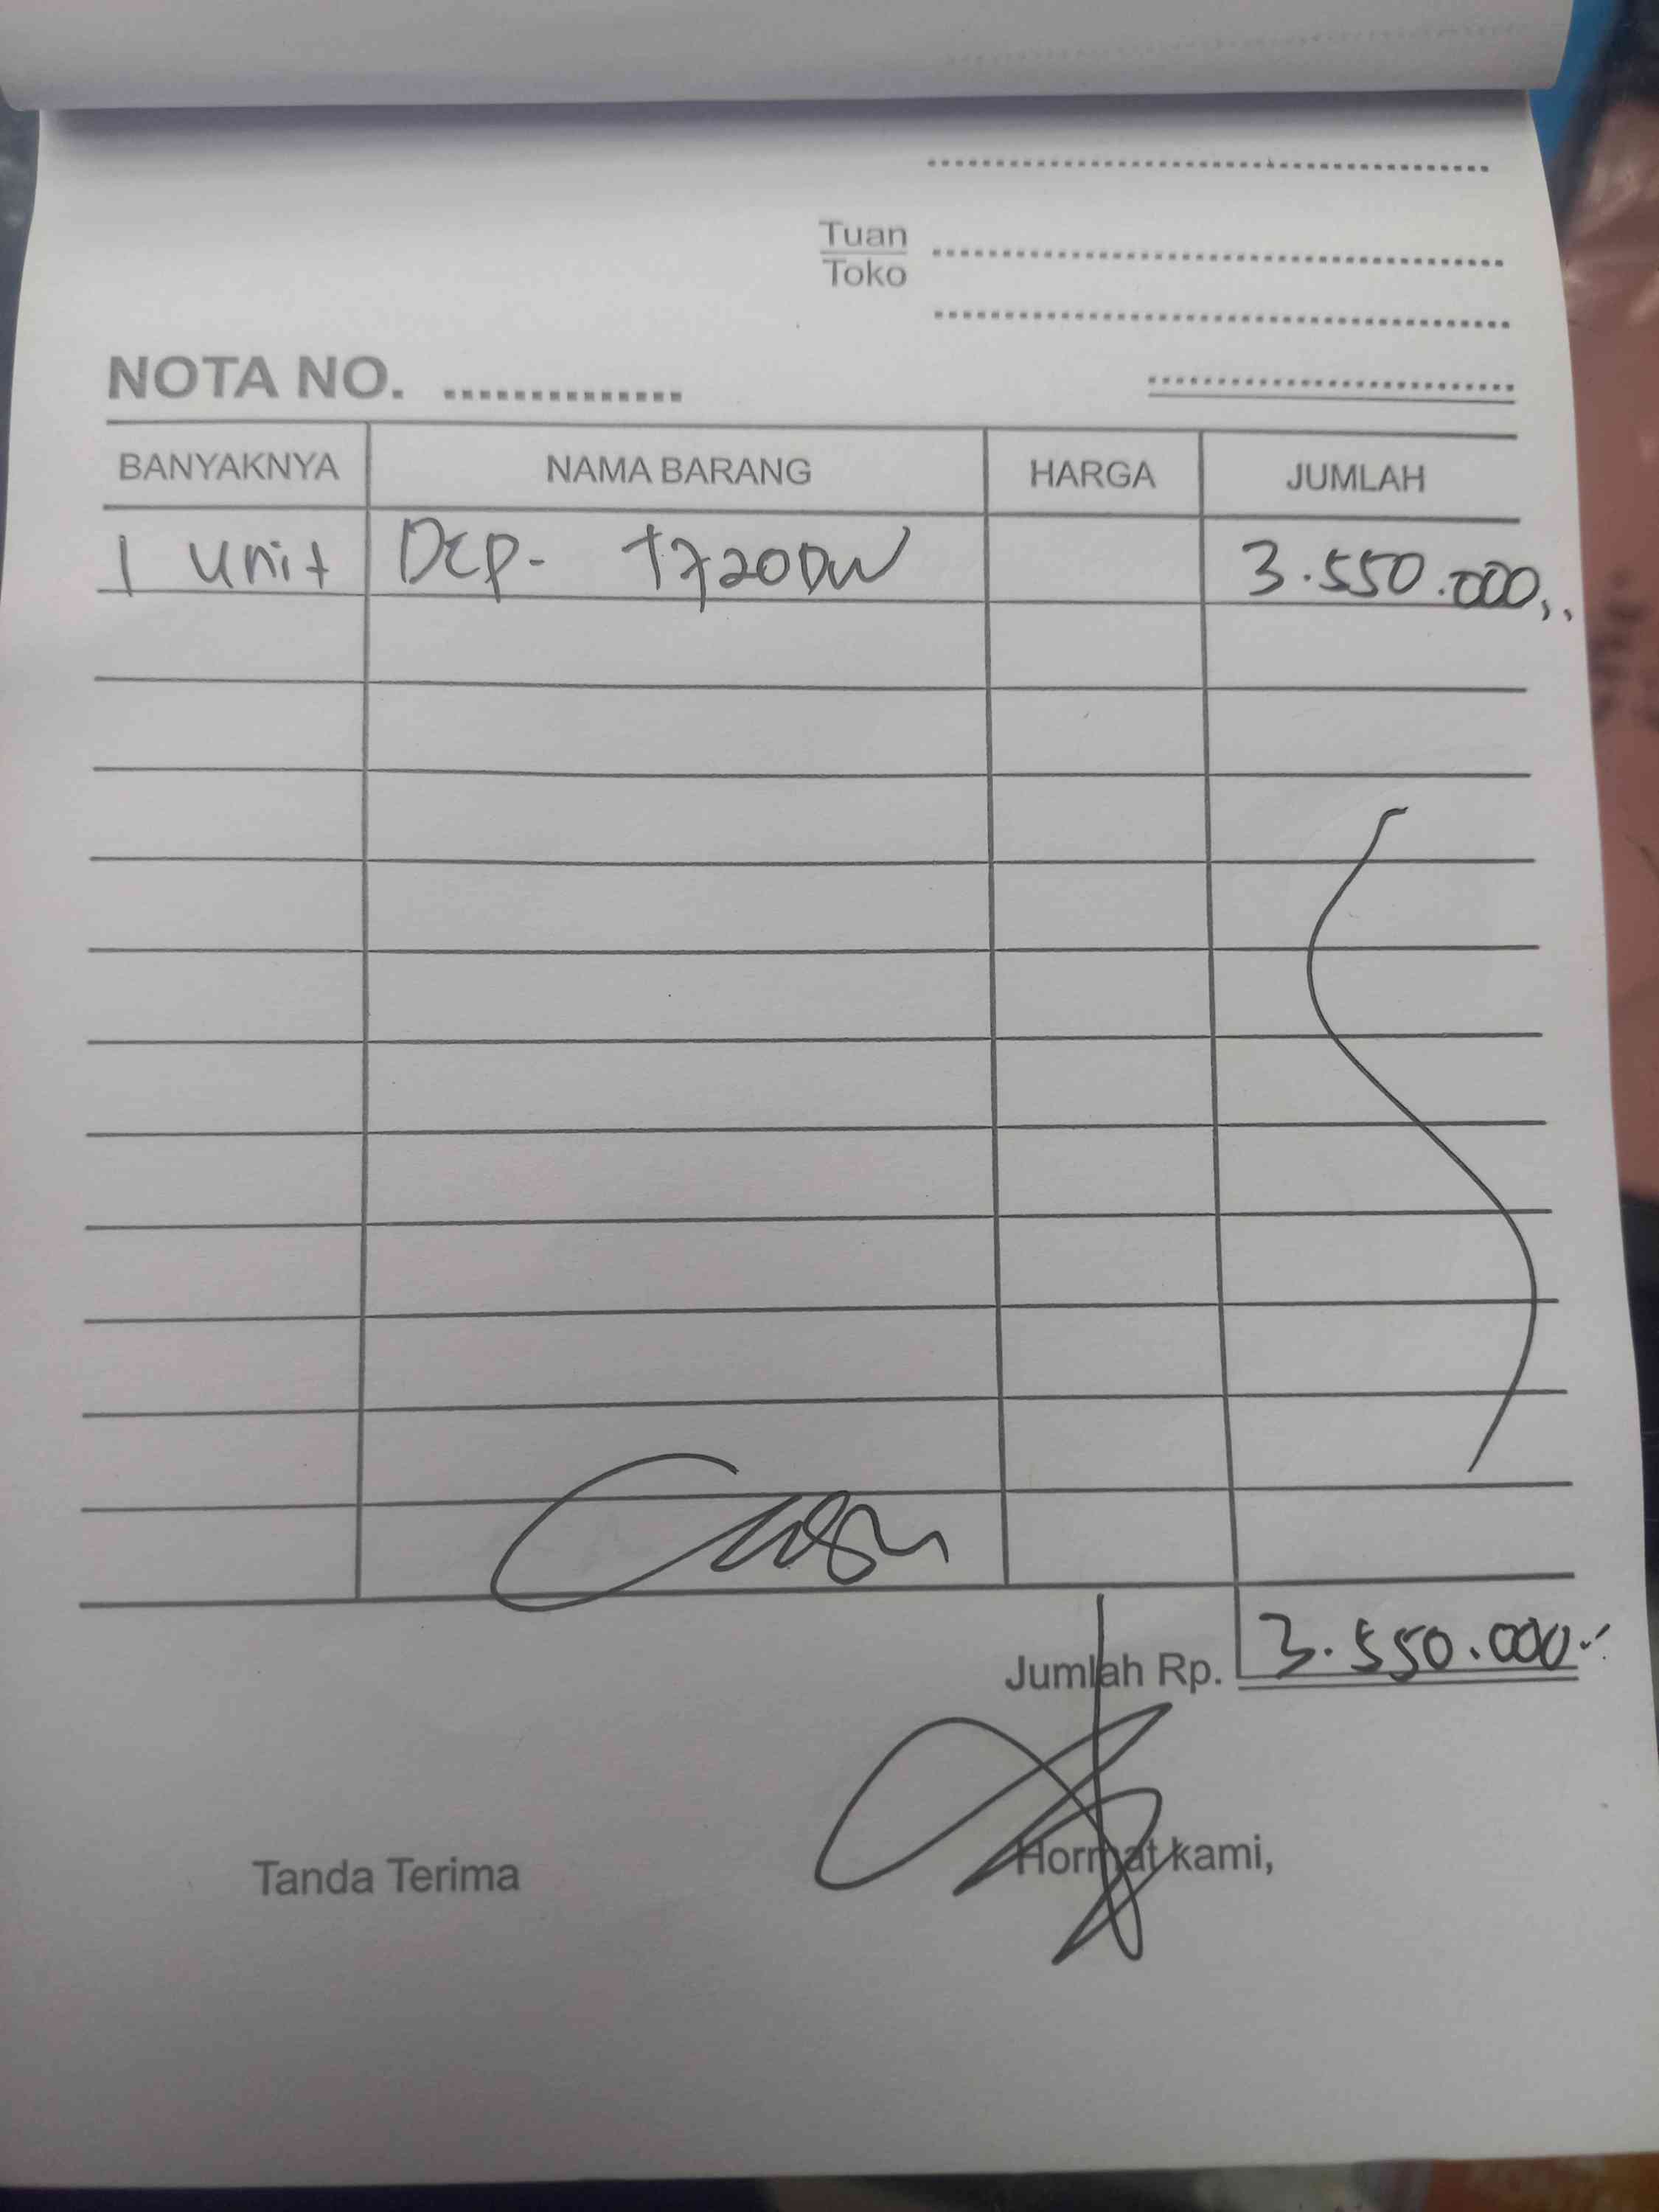 Tuan
Toko
NOTA NO.
BANYAKNYA NAMA BARANG HARGA JUMLAH
1 Unit DCP- T720DW 3.550.000,,
Cash
Jumlah Rp. 3.550.000,-
Tanda Terima Hormat kami,